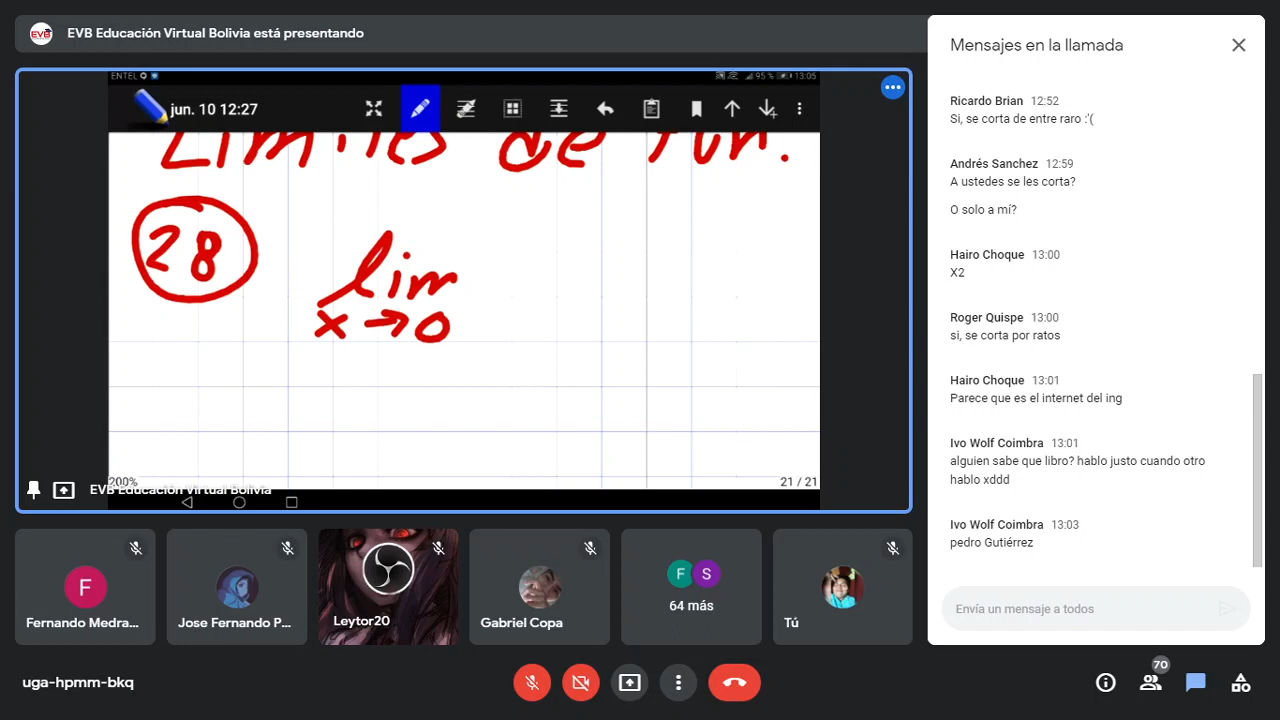 EVB Educación Virtual Bolivia está presentando
Mensajes en la llamada
ENTEL
95 %
13:05
jun. 10 12:27
Límites de fun.
28
lim
x → 0
200%
21 / 21
EVB Educación Virtual Bolivia
Ricardo Brian 12:52
Si, se corta de entre raro :'(
Andrés Sanchez 12:59
A ustedes se les corta?
O solo a mí?
Hairo Choque 13:00
X2
Roger Quispe 13:00
si, se corta por ratos
Hairo Choque 13:01
Parece que es el internet del ing
Ivo Wolf Coimbra 13:01
alguien sabe que libro? hablo justo cuando otro
hablo xddd
Ivo Wolf Coimbra 13:03
pedro Gutiérrez
Envía un mensaje a todos
F
Fernando Medra...
Jose Fernando P...
Leytor20
Gabriel Copa
F S
64 más
Tú
uga-hpmm-bkq
70